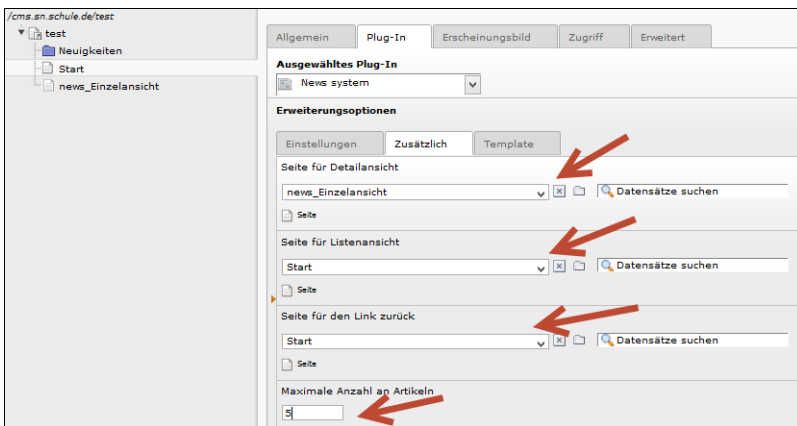 /cms.sn.schule.de/test
test
Neuigkeiten
Start
news_Einzelansicht
Allgemein Plug-In Erscheinungsbild Zugriff Erweitert
Ausgewähltes Plug-In
News system
Erweiterungsoptionen
Einstellungen Zusätzlich Template
Seite für Detailansicht
news_Einzelansicht Datensätze suchen
Seite
Seite für Listenansicht
Start Datensätze suchen
Seite
Seite für den Link zurück
Start Datensätze suchen
Seite
Maximale Anzahl an Artikeln
5